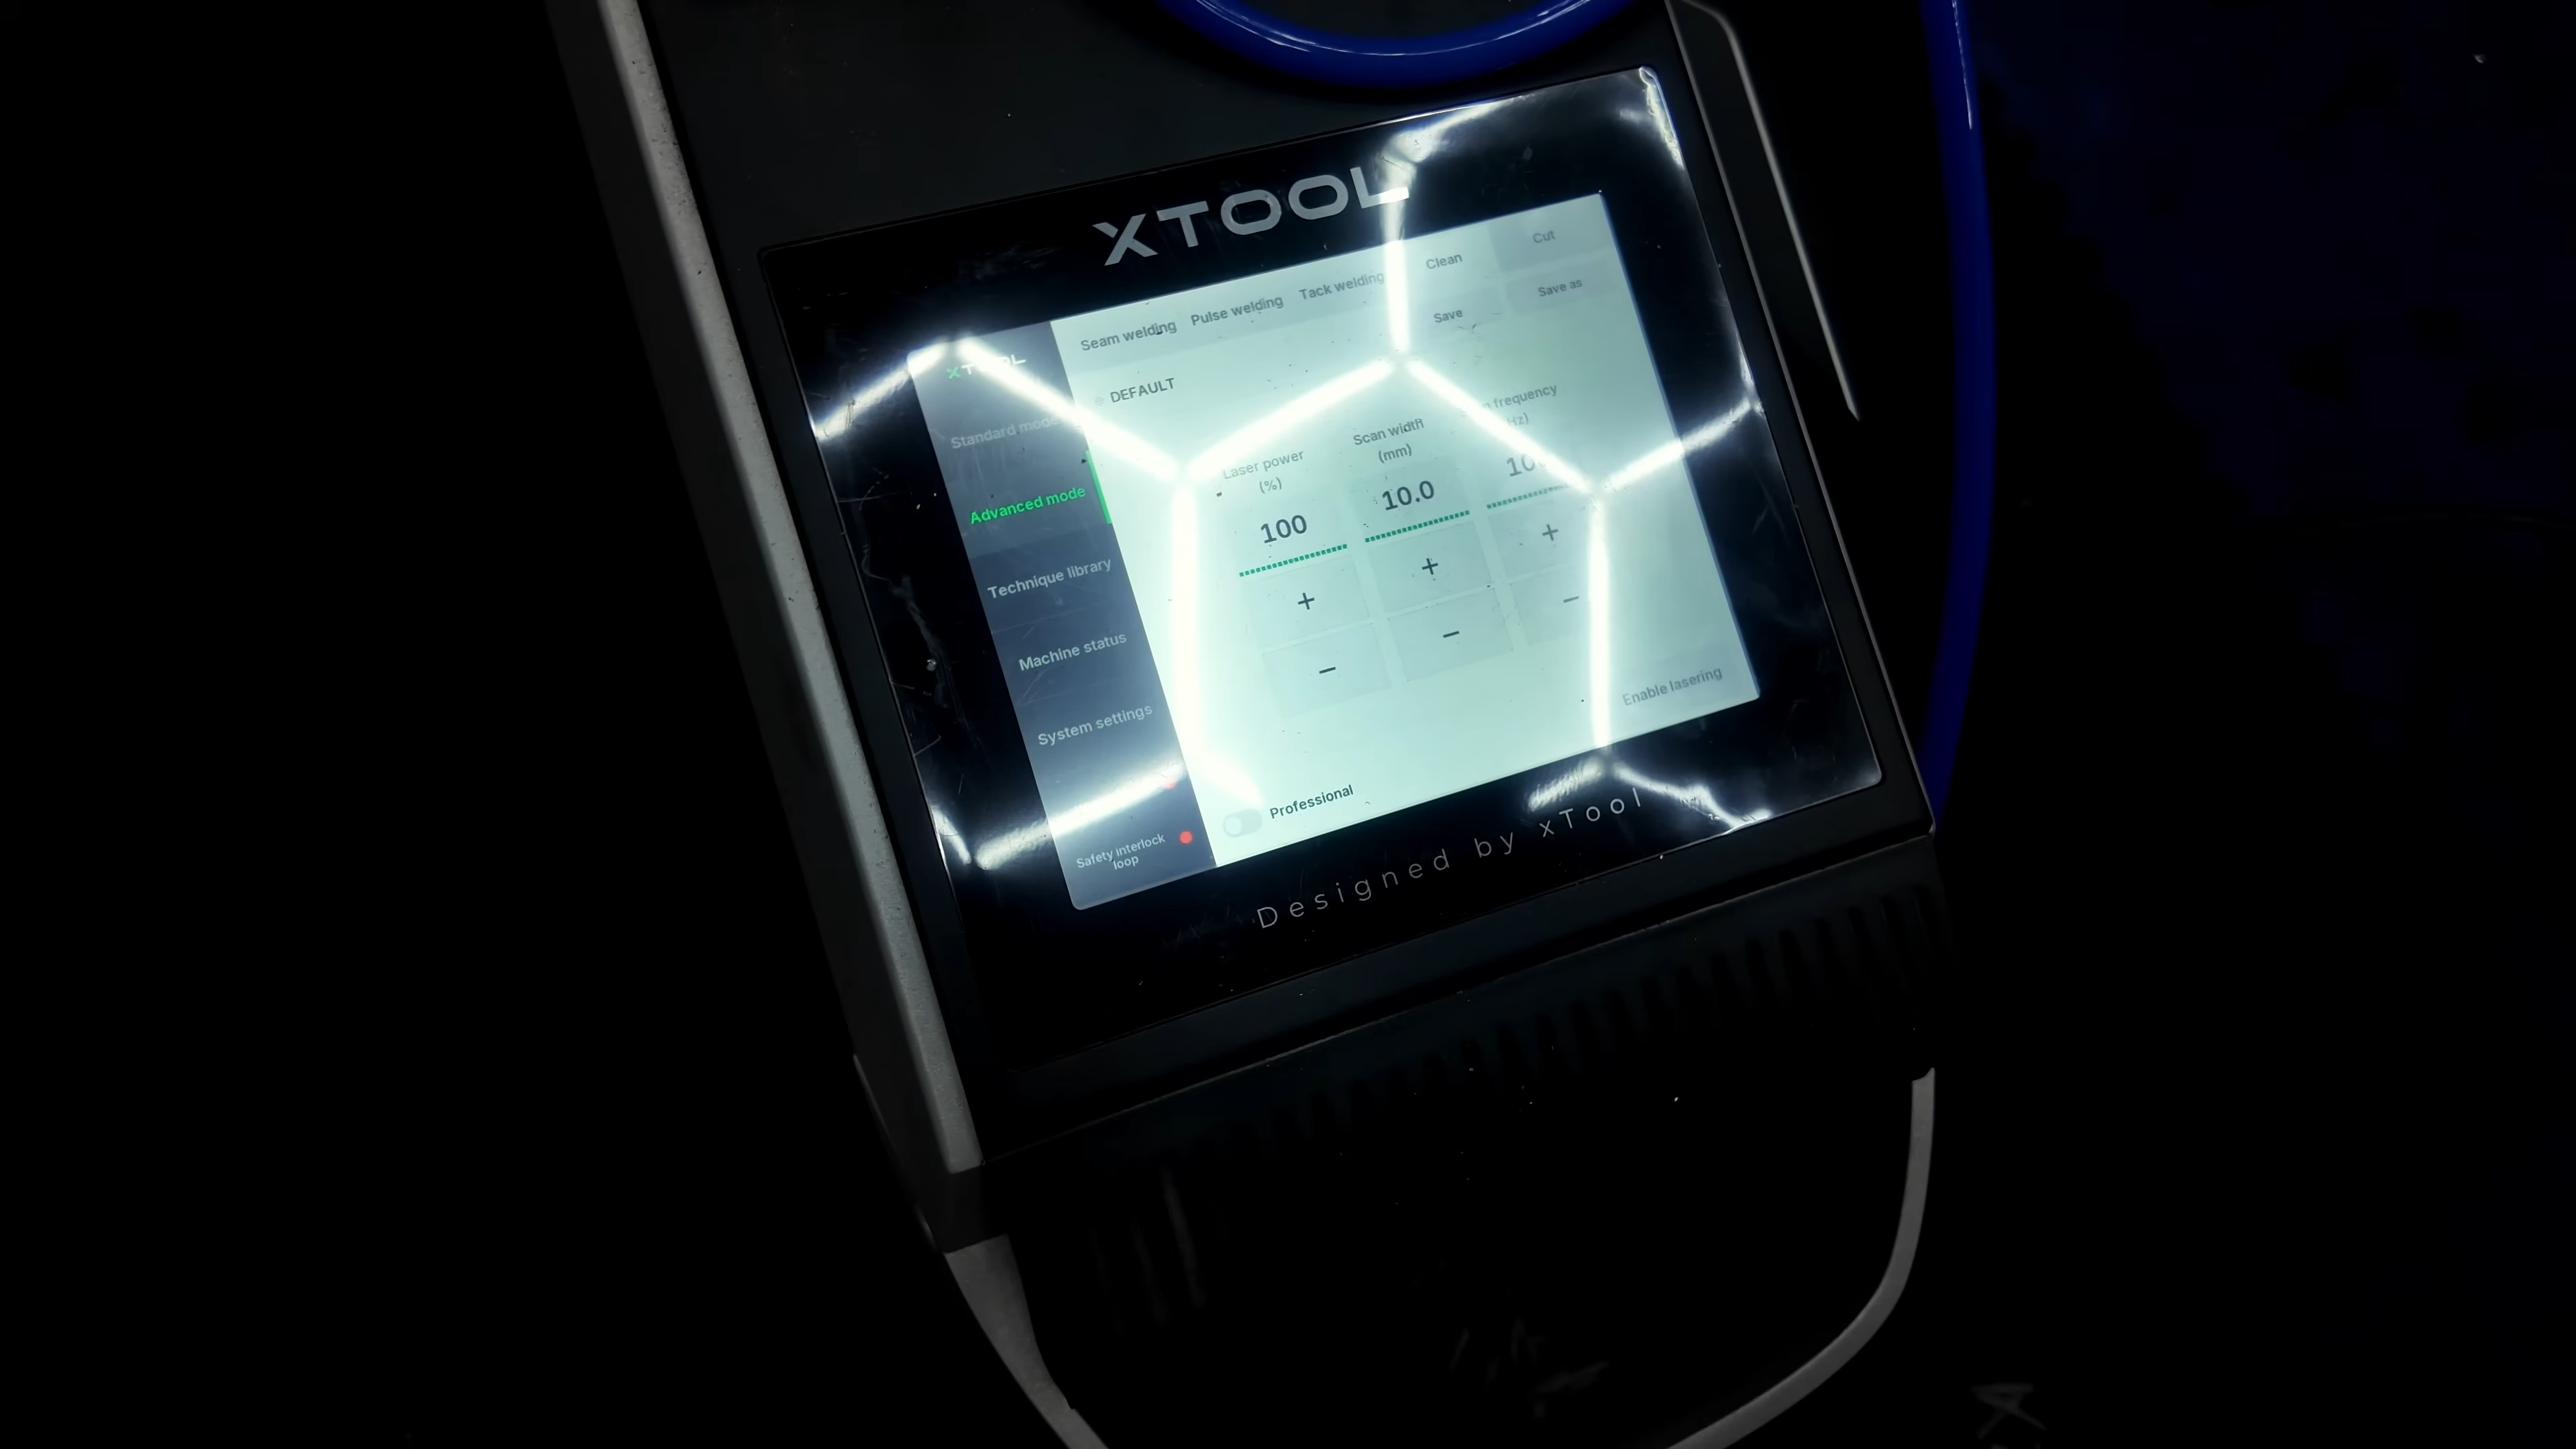 XTOOL
Seam welding Pulse welding Tack welding Clean Cut
XTOOL
Save Save as
DEFAULT
Standard mode
Advanced mode
Technique library
Machine status
System settings
Safety interlock
loop
Laser power
(%)
100
+
−
Scan width
(mm)
10.0
+
−
frequency
+
−
Enable lasering
Professional
Designed by xTool